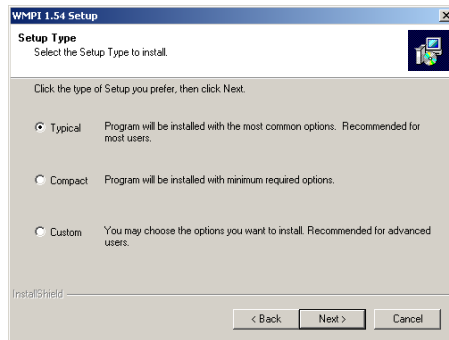 WMPI 1.54 Setup
Setup Type
Select the Setup Type to install.
Click the type of Setup you prefer, then click Next.
Typical
Program will be installed with the most common options. Recommended for
most users.
Compact
Program will be installed with minimum required options.
Custom
You may choose the options you want to install. Recommended for advanced
users.
InstallShield
< Back
Next >
Cancel